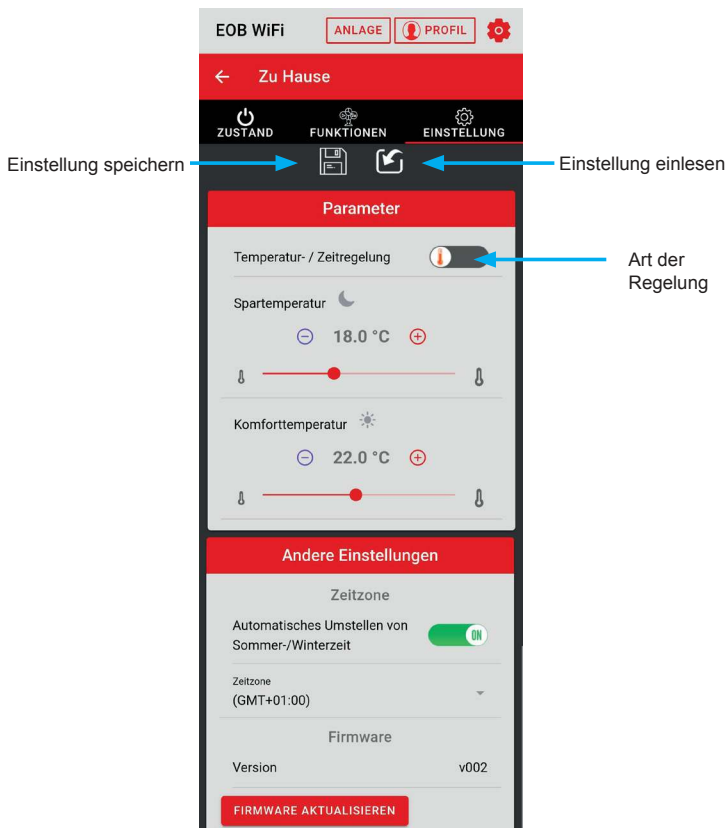 EOB WiFi ANLAGE PROFIL
← Zu Hause
ZUSTAND FUNKTIONEN EINSTELLUNG
Einstellung speichern Einstellung einlesen
Parameter
Temperatur- / Zeitregelung
Art der
Regelung
Spartemperatur
18.0 °C
Komforttemperatur
22.0 °C
Andere Einstellungen
Zeitzone
Automatisches Umstellen von
Sommer-/Winterzeit
ON
Zeitzone
(GMT+01:00)
Firmware
Version v002
FIRMWARE AKTUALISIEREN